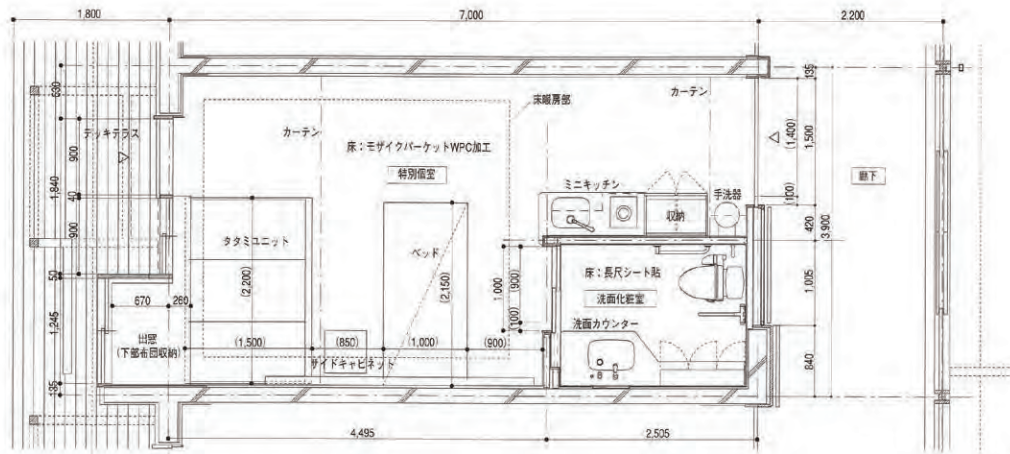 1,800
7,000
2,200
630
900
1,840
40
900
50
1,245
135
デッキテラス
カーテン
床暖房部
カーテン
床：モザイクパーケットWPC加工
特別個室
135
(1,400)
1,500
(100)
420
3,900
1,005
840
廊下
ミニキッチン
収納
手洗器
タタミユニット
ベッド
(2,200)
(2,150)
1,000
(900)
(100)
床：長尺シート貼
洗面化粧室
洗面カウンター
670
260
出窓
(下部布団収納)
(1,500)
(850)
(1,000)
(900)
サイドキャビネット
4,495
2,505